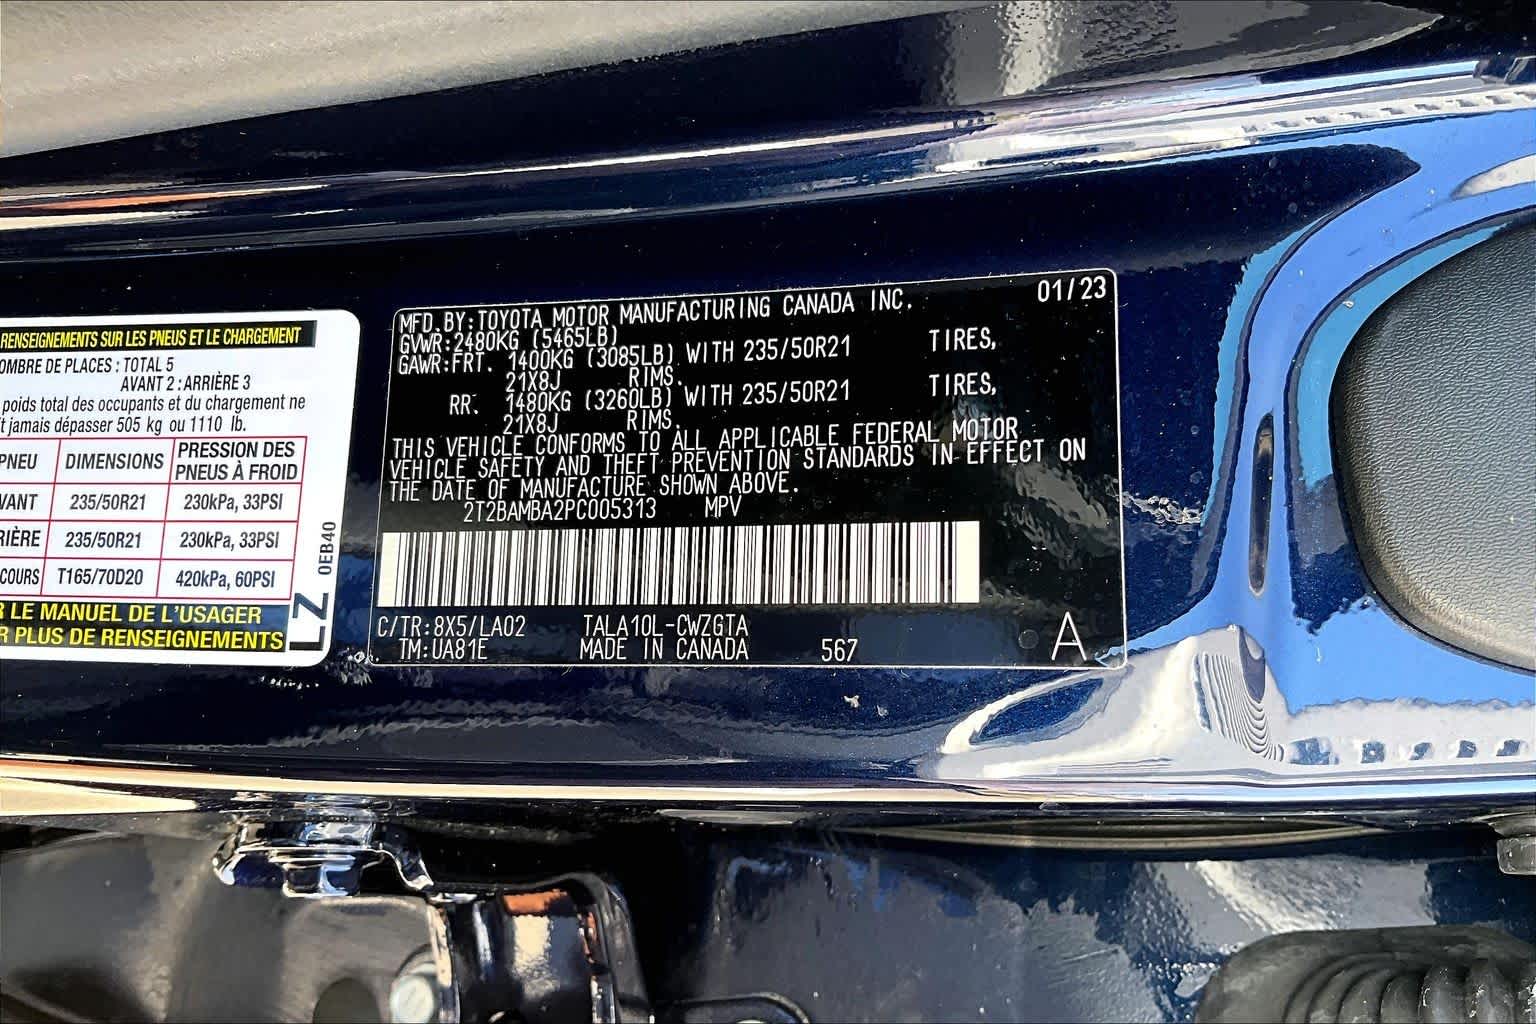 RENSEIGNEMENTS SUR LES PNEUS ET LE CHARGEMENT
OMBRE DE PLACES : TOTAL 5
AVANT 2 : ARRIÈRE 3
poids total des occupants et du chargement ne
it jamais dépasser 505 kg ou 1110 lb.
PNEU DIMENSIONS PRESSION DES PNEUS À FROID
VANT 235/50R21 230kPa, 33PSI
RIÈRE 235/50R21 230kPa, 33PSI
COURS T165/70D20 420kPa, 60PSI
R LE MANUEL DE L'USAGER
R PLUS DE RENSEIGNEMENTS
LZ 0EB40
01/23
MFD.BY:TOYOTA MOTOR MANUFACTURING CANADA INC.
GVWR:2480KG (5465LB)
GAWR:FRT. 1400KG (3085LB) WITH 235/50R21 TIRES,
21X8J RIMS.
RR. 1480KG (3260LB) WITH 235/50R21 TIRES,
21X8J RIMS.
THIS VEHICLE CONFORMS TO ALL APPLICABLE FEDERAL MOTOR
VEHICLE SAFETY AND THEFT PREVENTION STANDARDS IN EFFECT ON
THE DATE OF MANUFACTURE SHOWN ABOVE.
2T2BAMBA2PC005313 MPV
C/TR:8X5/LA02 TALA10L-CWZGTA
TM:UA81E MADE IN CANADA 567 A